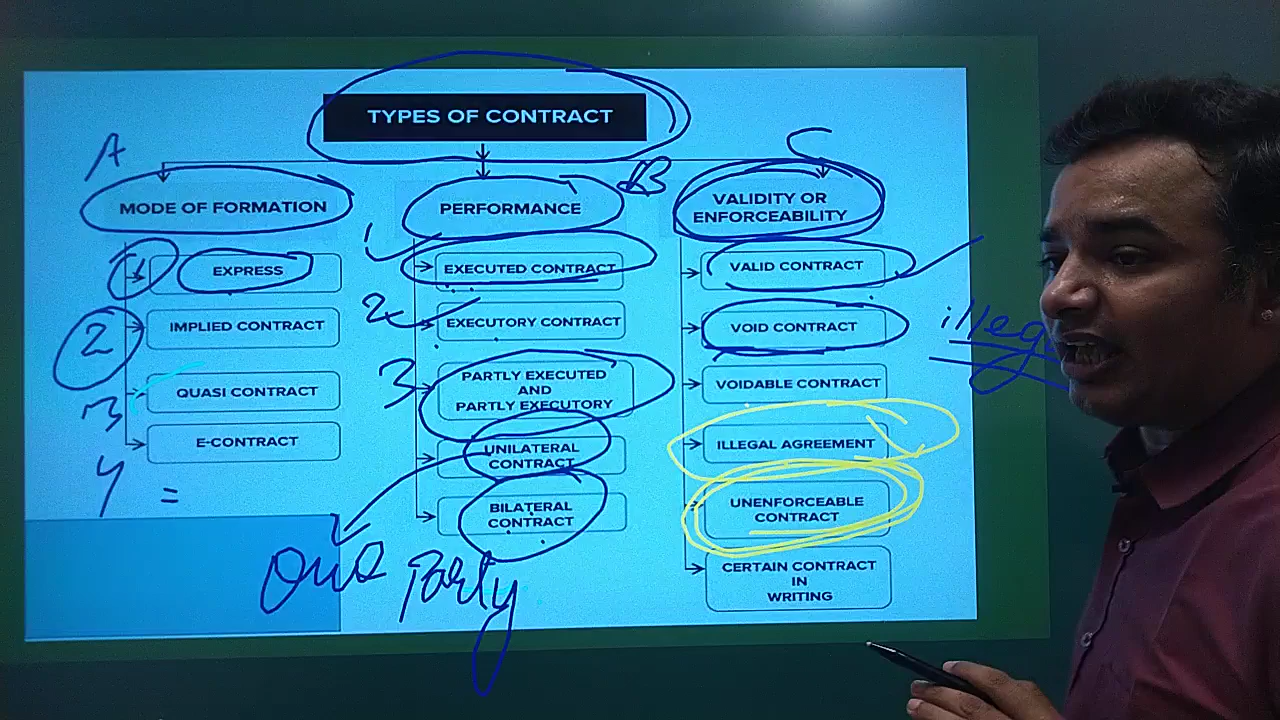 TYPES OF CONTRACT
A
B
C
MODE OF FORMATION
EXPRESS
2
IMPLIED CONTRACT
3
QUASI CONTRACT
4
E-CONTRACT
=
PERFORMANCE
1
EXECUTED CONTRACT
2
EXECUTORY CONTRACT
3
PARTLY EXECUTED
AND
PARTLY EXECUTORY
UNILATERAL
CONTRACT
BILATERAL
CONTRACT
one party
VALIDITY OR
ENFORCEABILITY
VALID CONTRACT
VOID CONTRACT
illeg
VOIDABLE CONTRACT
ILLEGAL AGREEMENT
UNENFORCEABLE
CONTRACT
CERTAIN CONTRACT
IN
WRITING